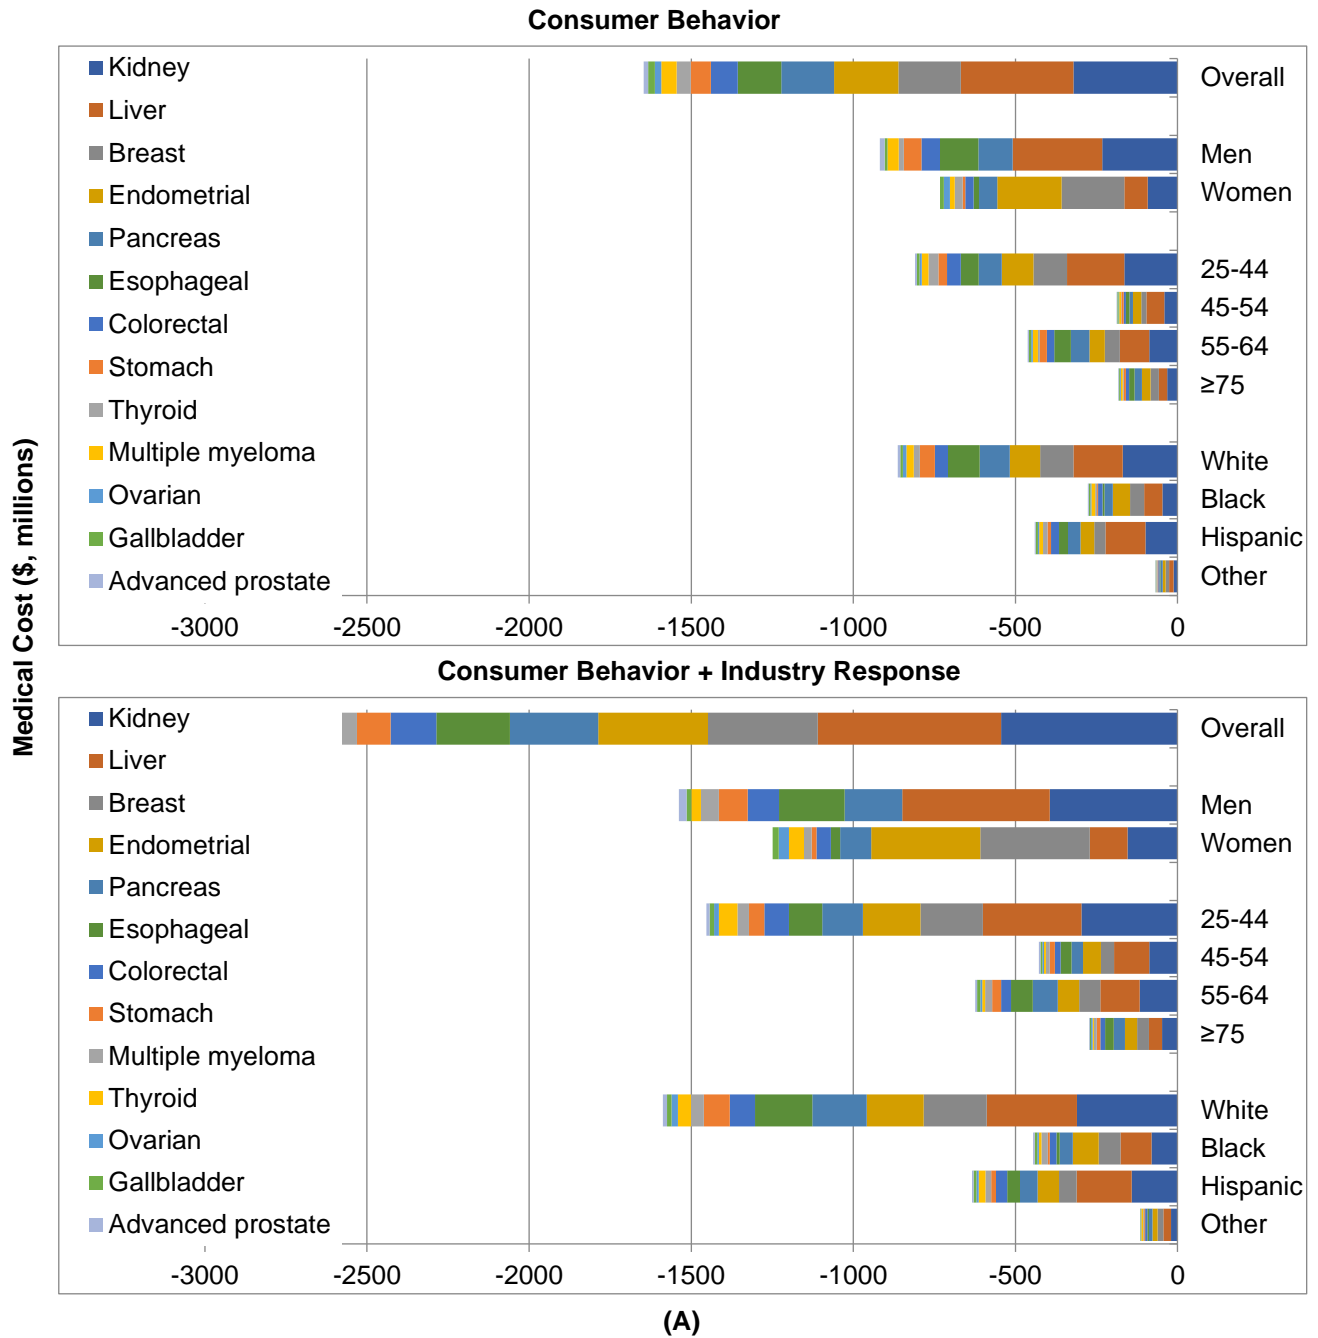 Consumer Behavior
Kidney
Liver
Breast
Endometrial
Pancreas
Esophageal
Colorectal
Stomach
Thyroid
Multiple myeloma
Ovarian
Gallbladder
Advanced prostate
Overall
Men
Women
25-44
45-54
55-64
≥75
White
Black
Hispanic
Other
-3000 -2500 -2000 -1500 -1000 -500 0
Medical Cost ($, millions)
Consumer Behavior + Industry Response
Kidney
Liver
Breast
Endometrial
Pancreas
Esophageal
Colorectal
Stomach
Multiple myeloma
Thyroid
Ovarian
Gallbladder
Advanced prostate
Overall
Men
Women
25-44
45-54
55-64
≥75
White
Black
Hispanic
Other
-3000 -2500 -2000 -1500 -1000 -500 0
(A)